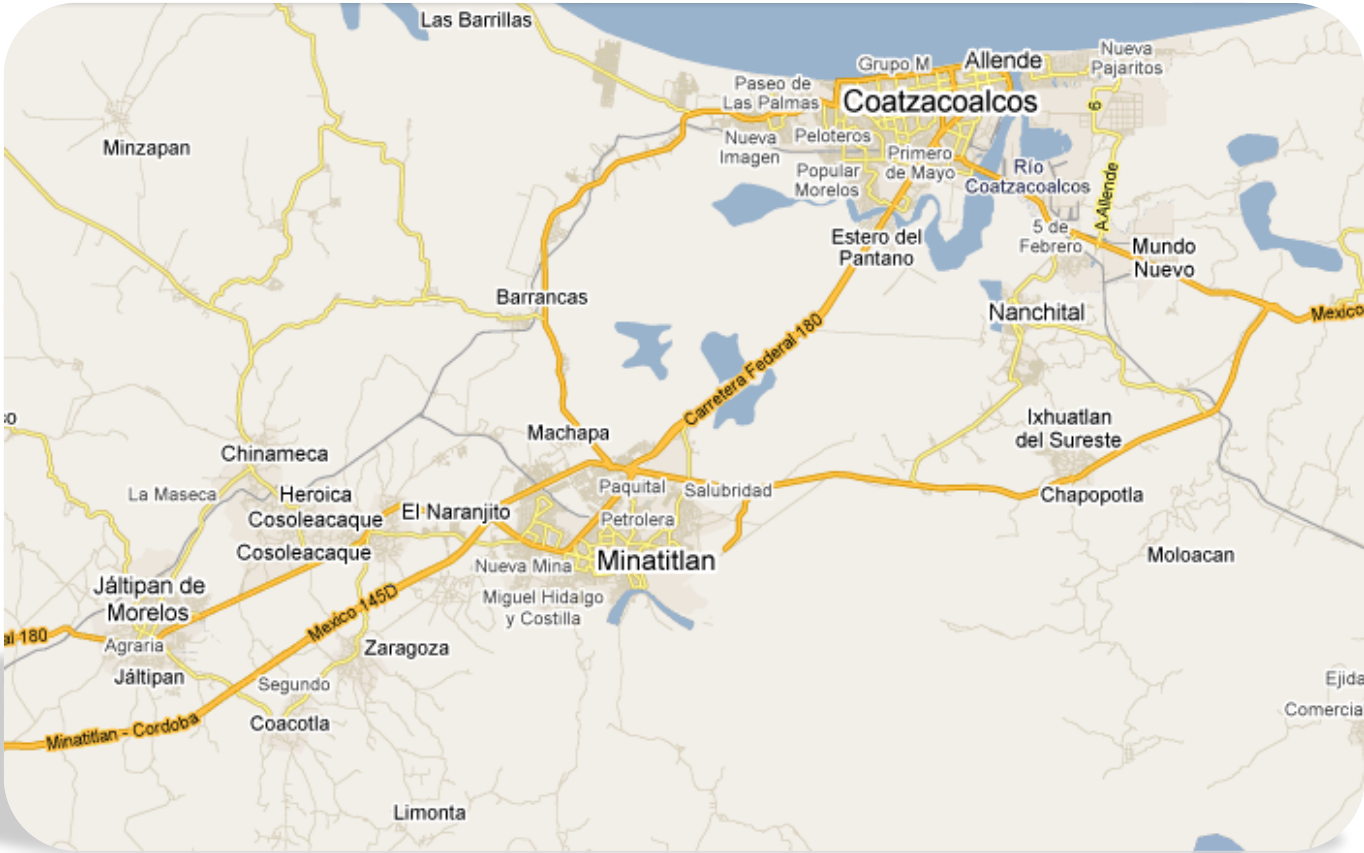 Las Barrillas
Grupo M
Allende
Nueva
Pajaritos
Paseo de
Las Palmas
Coatzacoalcos
6
Minzapan
Nueva
Imagen
Peloteros
Primero
de Mayo
Popular
Morelos
Río
Coatzacoalcos
A.Allende
Estero del
Pantano
5 de
Febrero
Mundo
Nuevo
Barrancas
Nanchital
Mexico
Carretera Federal 180
Ixhuatlan
del Sureste
Machapa
Chinameca
La Maseca
Heroica
Cosoleacaque
El Naranjito
Paquital
Salubridad
Chapopotla
Petrolera
Cosoleacaque
Nueva Mina
Minatitlan
Moloacan
Jáltipan de
Morelos
Mexico 145D
Miguel Hidalgo
y Costilla
al 180
Agraria
Zaragoza
Jáltipan
Segundo
Ejida
Comercia
Coacotla
Minatitlan - Cordoba
Limonta